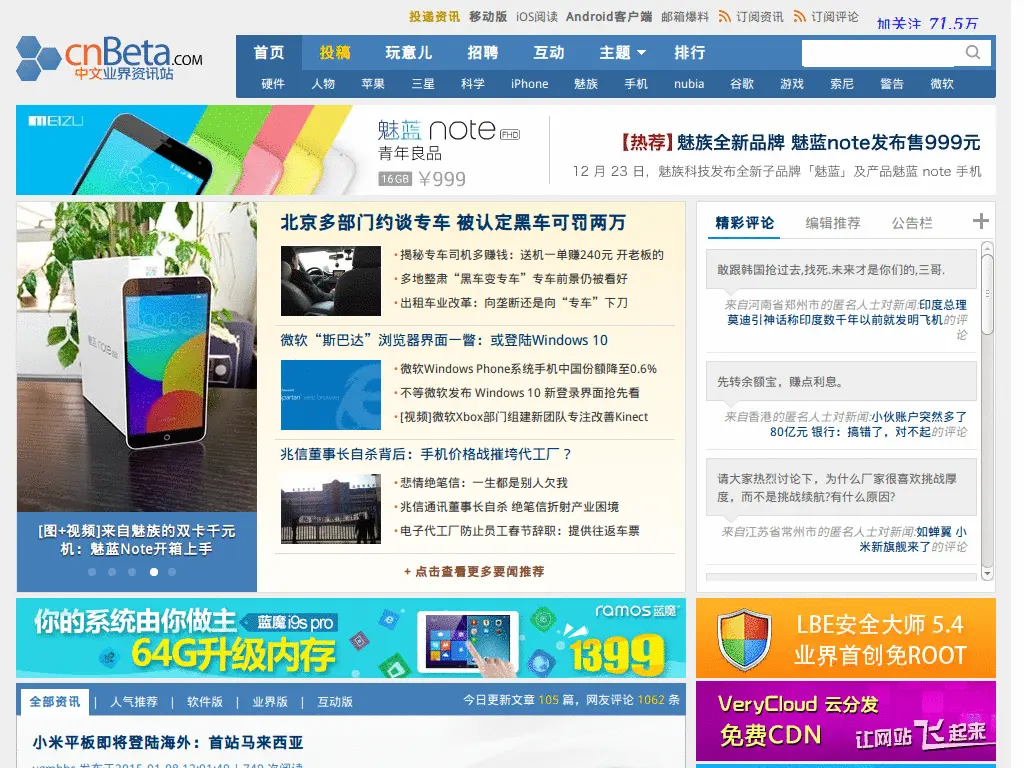 投递资讯 移动版 iOS阅读 Android客户端 邮箱爆料 订阅资讯 订阅评论 加关注 71.5万
cnBeta.COM
中文业界资讯站
首页 投稿 玩意儿 招聘 互动 主题 排行
硬件 人物 苹果 三星 科学 iPhone 魅族 手机 nubia 谷歌 游戏 索尼 警告 微软
MEIZU
魅蓝 note FHD
青年良品
16GB ¥999
【热荐】魅族全新品牌 魅蓝note发布售999元
12 月 23 日，魅族科技发布全新子品牌「魅蓝」及产品魅蓝 note 手机
[图+视频]来自魅族的双卡千元
机：魅蓝Note开箱上手
北京多部门约谈专车 被认定黑车可罚两万
揭秘专车司机多赚钱：送机一单赚240元 开老板的
多地整肃“黑车变专车”专车前景仍被看好
出租车业改革：向垄断还是向“专车”下刀
微软“斯巴达”浏览器界面一瞥：或登陆Windows 10
微软Windows Phone系统手机中国份额降至0.6%
不等微软发布 Windows 10 新登录界面抢先看
[视频]微软Xbox部门组建新团队专注改善Kinect
兆信董事长自杀背后：手机价格战摧垮代工厂？
悲情绝笔信：一生都是别人欠我
兆信通讯董事长自杀 绝笔信折射产业困境
电子代工厂防止员工春节辞职：提供往返车票
+ 点击查看更多要闻推荐
精彩评论 编辑推荐 公告栏 +
敢跟韩国抢过去,找死.未来才是你们的,三哥.
来自河南省郑州市的匿名人士对新闻:印度总理
莫迪引神话称印度数千年以前就发明飞机的评
论
先转余额宝，赚点利息。
来自香港的匿名人士对新闻:小伙账户突然多了
80亿元 银行：搞错了，对不起的评论
请大家热烈讨论下，为什么厂家很喜欢挑战厚
度，而不是挑战续航?有什么原因?
来自江苏省常州市的匿名人士对新闻:如蝉翼 小
米新旗舰来了的评论
你的系统由你做主 蓝魔i9s pro
64G升级内存
ramos蓝魔
1399
LBE安全大师 5.4
业界首创免ROOT
全部资讯 | 人气推荐 | 软件版 | 业界版 | 互动版
今日更新文章 105 篇，网友评论 1062 条
VeryCloud 云分发
免费CDN 让网站飞起来
小米平板即将登陆海外：首站马来西亚